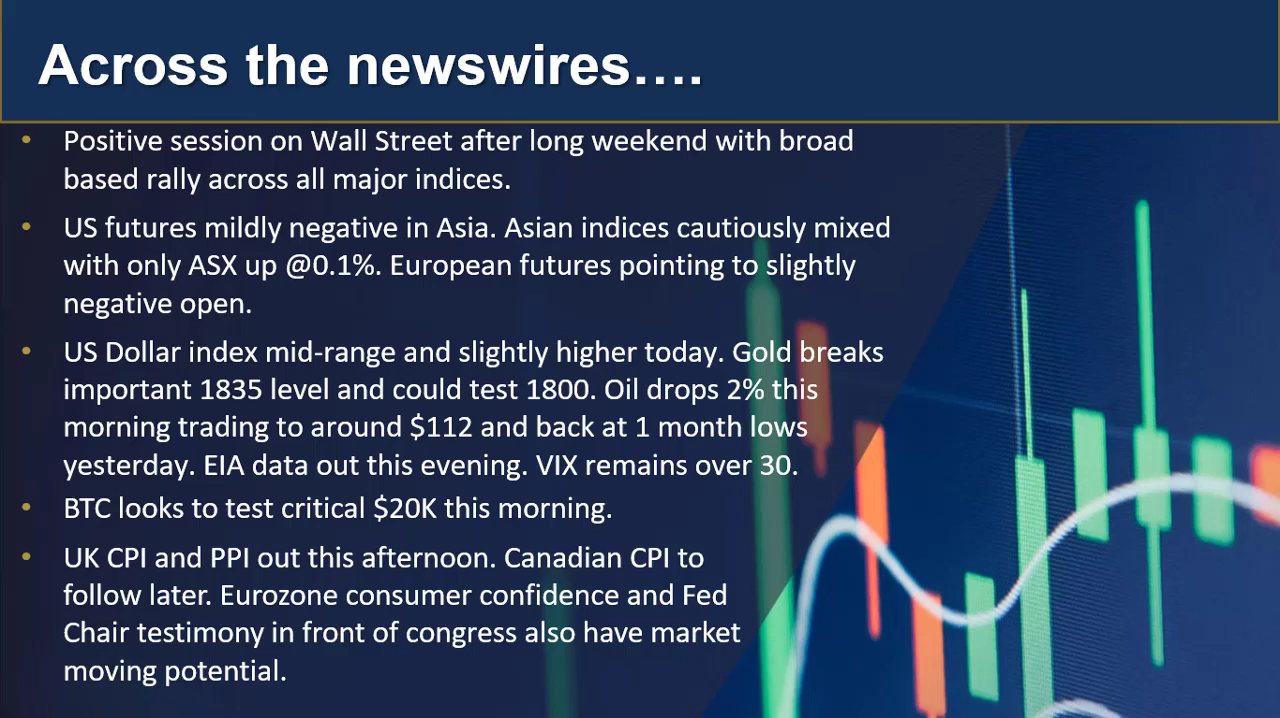 Across the newswires….
• Positive session on Wall Street after long weekend with broad
based rally across all major indices.
• US futures mildly negative in Asia. Asian indices cautiously mixed
with only ASX up @0.1%. European futures pointing to slightly
negative open.
• US Dollar index mid-range and slightly higher today. Gold breaks
important 1835 level and could test 1800. Oil drops 2% this
morning trading to around $112 and back at 1 month lows
yesterday. EIA data out this evening. VIX remains over 30.
• BTC looks to test critical $20K this morning.
• UK CPI and PPI out this afternoon. Canadian CPI to
follow later. Eurozone consumer confidence and Fed
Chair testimony in front of congress also have market
moving potential.